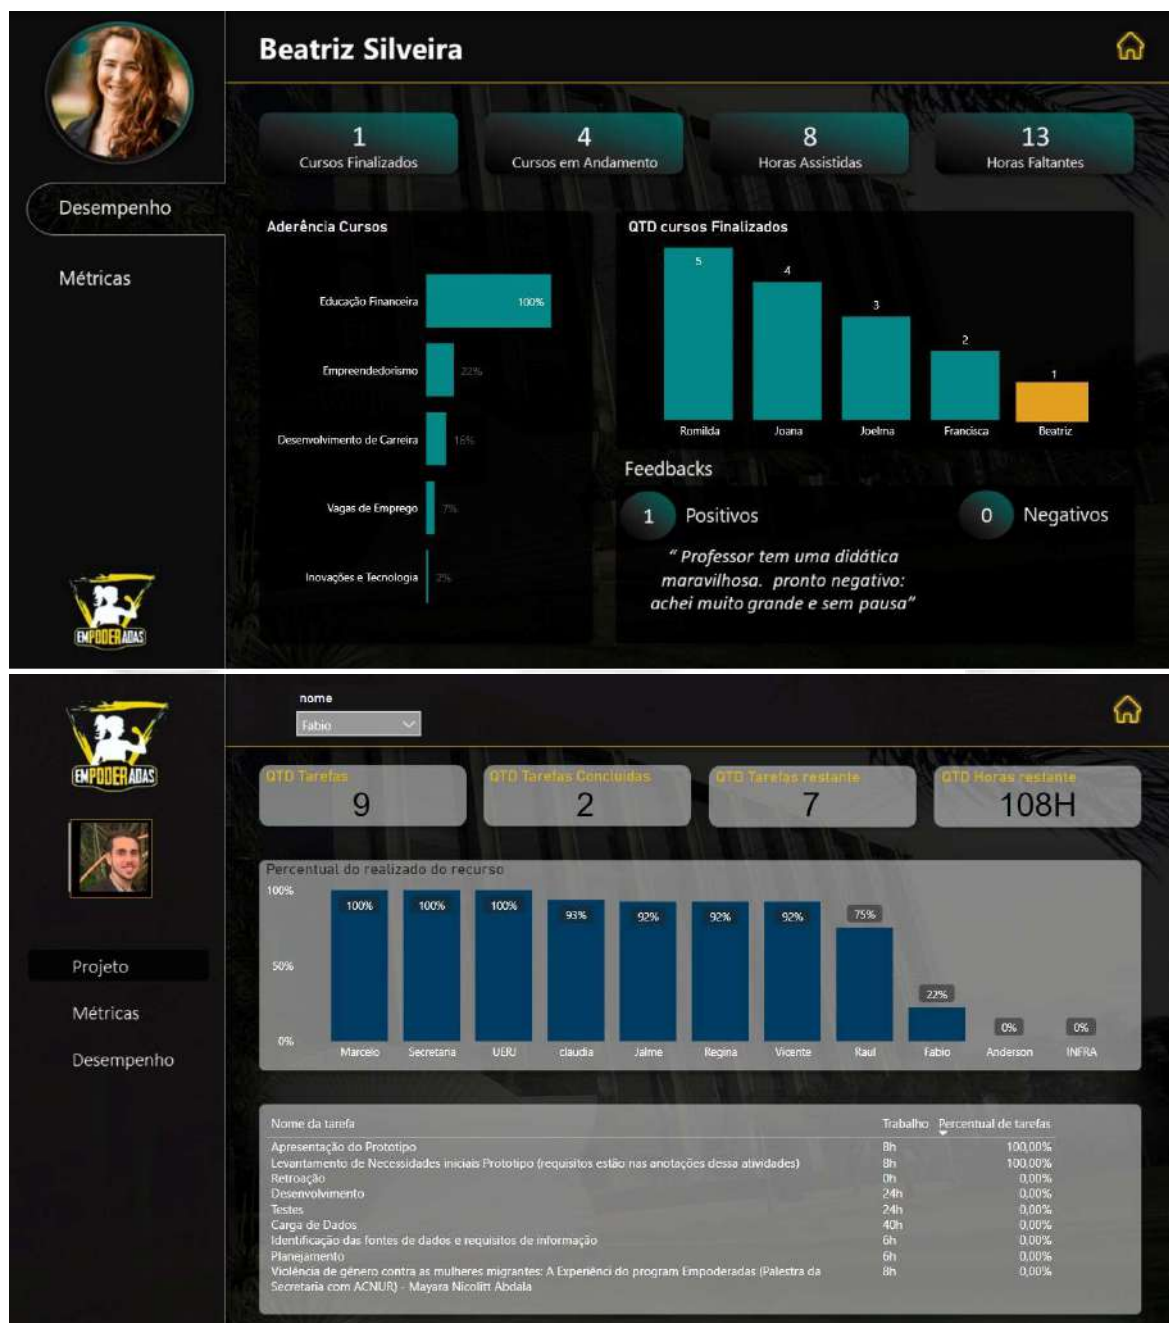 Beatriz Silveira
1
Cursos Finalizados
4
Cursos em Andamento
8
Horas Assistidas
13
Horas Faltantes
Desempenho
Métricas
EMPODERADAS
Aderência Cursos
Educação Financeira 100%
Empreendedorismo 22%
Desenvolvimento de Carreira 16%
Vagas de Emprego 7%
Inovações e Tecnologia 2%
QTD cursos Finalizados
5 4 3 2 1
Romilda Joana Joelma Francisca Beatriz
Feedbacks
1 Positivos 0 Negativos
“ Professor tem uma didática
maravilhosa. pronto negativo:
achei muito grande e sem pausa”
EMPODERADAS
Projeto
Métricas
Desempenho
nome
Fabio
QTD Tarefas
9
QTD Tarefas Concluidas
2
QTD Tarefas restante
7
QTD Horas restante
108H
Percentual do realizado do recurso
100%
50%
0%
100% 100% 100% 93% 92% 92% 92% 75% 22% 0% 0%
Marcelo Secretaria UERJ claudia Jalme Regina Vicente Raul Fabio Anderson INFRA
Nome da tarefa Trabalho Percentual de tarefas
Apresentação do Prototipo 8h 100,00%
Levantamento de Necessidades iniciais Prototipo (requisitos estão nas anotações dessa atividades) 8h 100,00%
Retroação 0h 0,00%
Desenvolvimento 24h 0,00%
Testes 24h 0,00%
Carga de Dados 40h 0,00%
Identificação das fontes de dados e requisitos de informação 6h 0,00%
Planejamento 6h 0,00%
Violência de gênero contra as mulheres migrantes: A Experiênci do program Empoderadas (Palestra da 8h 0,00%
Secretaria com ACNUR) - Mayara Nicolitt Abdala